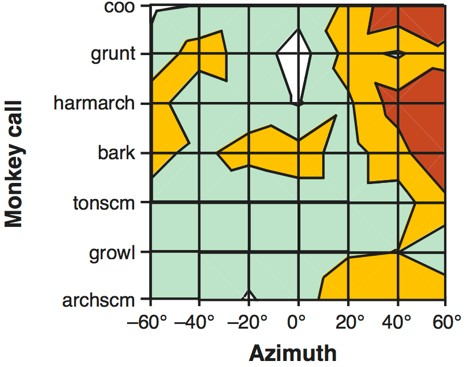 Monkey call
coo
grunt
harmarch
bark
tonscm
growl
archscm
–60° –40° –20° 0° 20° 40° 60°
Azimuth